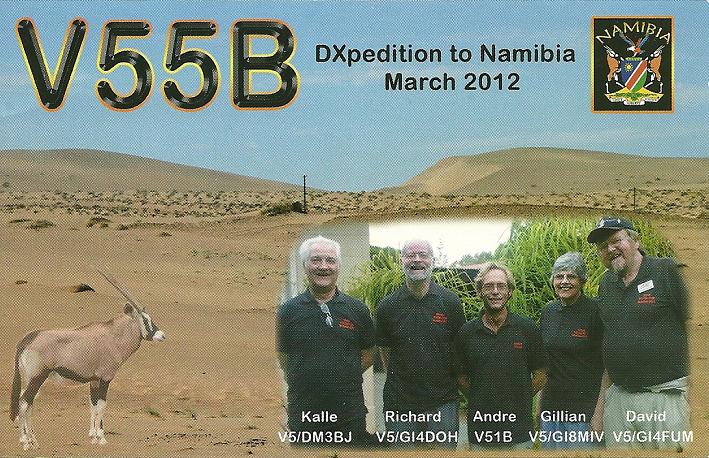 V55B
DXpedition to Namibia
March 2012
NAMIBIA
Kalle
V5/DM3BJ
Richard
V5/GI4DOH
Andre
V51B
Gillian
V5/GI8MIV
David
V5/GI4FUM